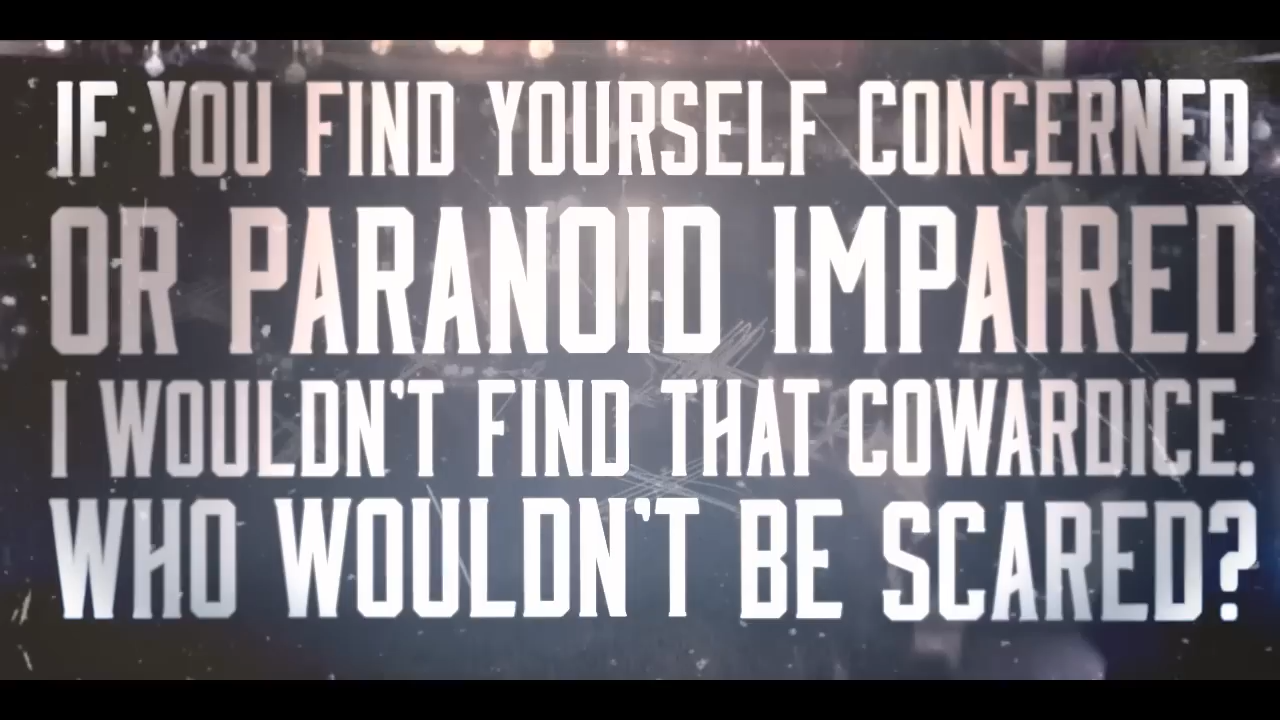 IF YOU FIND YOURSELF CONCERNED
OR PARANOID IMPAIRED
I WOULDN'T FIND THAT COWARDICE.
WHO WOULDN'T BE SCARED?